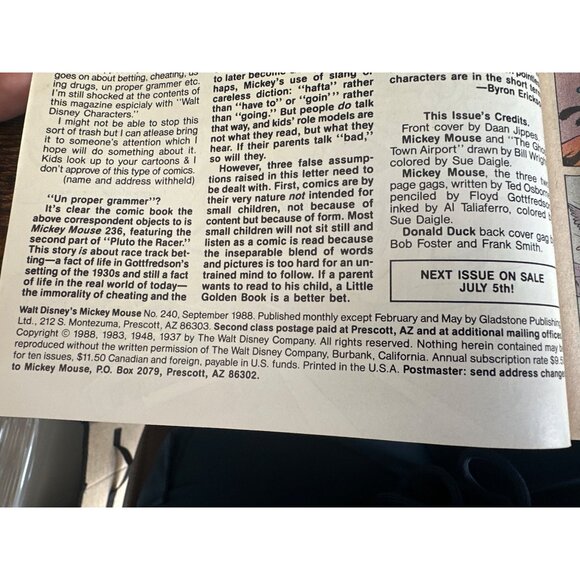 goes on about betting, cheating, us
ing drugs, un proper grammer etc.
I'm still shocked at the contents of
this magazine espicialy with "Walt
Disney Characters."
I might not be able to stop this
sort of trash but I can atlease bring
it to someone's attention which I
hope will do something about it.
Kids look up to your cartoons & I
don't approve of this type of comics.
(name and address withheld)
"Un proper grammer"?
It's clear the comic book the
above correspondent objects to is
Mickey Mouse 236, featuring the
second part of "Pluto the Racer."
This story is about race track bet-
ting—a fact of life in Gottfredson's
setting of the 1930s and still a fact
of life in the real world of today—
the immorality of cheating and the
to later become
haps, Mickey's use of slang or
careless diction: "hafta" rather
than "have to" or "goin'" rather
than "going." But people do talk
that way, and kids' role models are
not what they read, but what they
hear. If their parents talk "bad,"
so will they.
However, three false assump-
tions raised in this letter need to
be dealt with. First, comics are by
their very nature not intended for
small children, not because of
content but because of form. Most
small children will not sit still and
listen as a comic is read because
the inseparable blend of words
and pictures is too hard for an un-
trained mind to follow. If a parent
wants to read to his child, a Little
Golden Book is a better bet.
characters are in the short
—Byron Erickso
This Issue's Credits.
Front cover by Daan Jippes.
Mickey Mouse and "The Gho
Town Airport" drawn by Bill Wrigh
colored by Sue Daigle.
Mickey Mouse, the three two
page gags, written by Ted Osborne
penciled by Floyd Gottfredson
inked by Al Taliaferro, colored b
Sue Daigle.
Donald Duck back cover gag b
Bob Foster and Frank Smith.
NEXT ISSUE ON SALE
JULY 5th!
Walt Disney's Mickey Mouse No. 240, September 1988. Published monthly except February and May by Gladstone Publishing
Ltd., 212 S. Montezuma, Prescott, AZ 86303. Second class postage paid at Prescott, AZ and at additional mailing offices
Copyright © 1988, 1983, 1948, 1937 by The Walt Disney Company. All rights reserved. Nothing herein contained may b
reproduced without the written permission of The Walt Disney Company, Burbank, California. Annual subscription rate $9.5
for ten issues, $11.50 Canadian and foreign, payable in U.S. funds. Printed in the U.S.A. Postmaster: send address change
to Mickey Mouse, P.O. Box 2079, Prescott, AZ 86302.